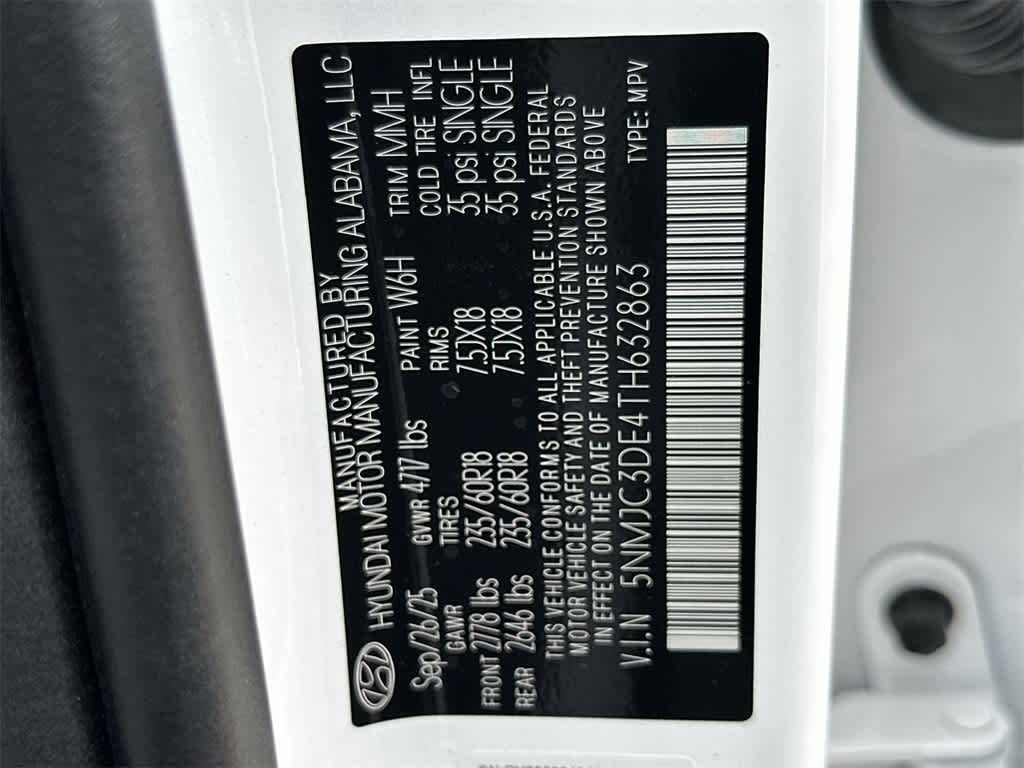 MANUFACTURED BY
HYUNDAI MOTOR MANUFACTURING ALABAMA, LLC
Sep/26/25 GVWR 4717 lbs PAINT W6H TRIM MMH
GAWR TIRES RIMS COLD TIRE INFL
FRONT 2778 lbs 235/60R18 7.5JX18 35 psi SINGLE
REAR 2646 lbs 235/60R18 7.5JX18 35 psi SINGLE
THIS VEHICLE CONFORMS TO ALL APPLICABLE U.S.A. FEDERAL
MOTOR VEHICLE SAFETY AND THEFT PREVENTION STANDARDS
IN EFFECT ON THE DATE OF MANUFACTURE SHOWN ABOVE
V.I.N 5NMJC3DE4TH632863 TYPE: MPV